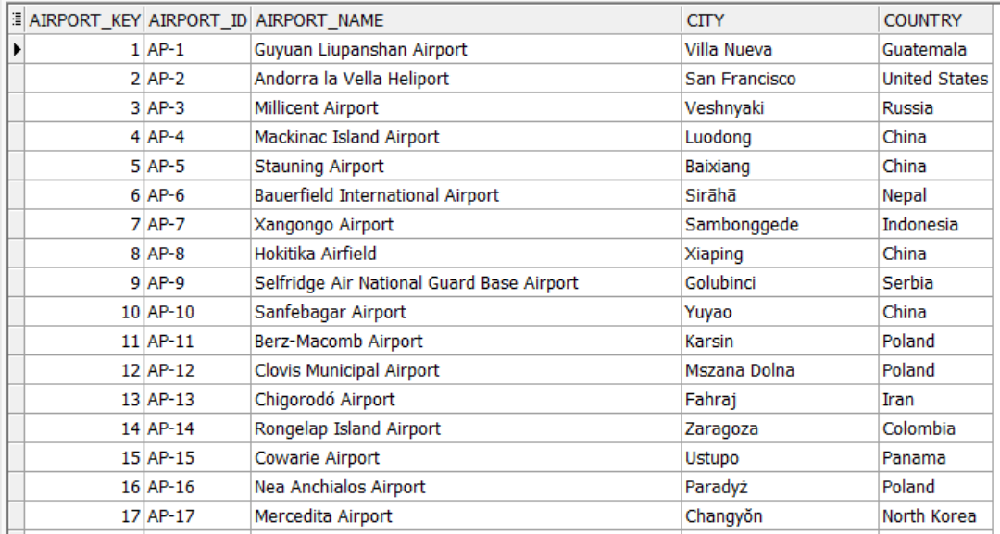 AIRPORT_KEY AIRPORT_ID AIRPORT_NAME CITY COUNTRY
1 AP-1 Guyuan Liupanshan Airport Villa Nueva Guatemala
2 AP-2 Andorra la Vella Heliport San Francisco United States
3 AP-3 Millicent Airport Veshnyaki Russia
4 AP-4 Mackinac Island Airport Luodong China
5 AP-5 Stauning Airport Baixiang China
6 AP-6 Bauerfield International Airport Sirāhā Nepal
7 AP-7 Xangongo Airport Sambonggede Indonesia
8 AP-8 Hokitika Airfield Xiaping China
9 AP-9 Selfridge Air National Guard Base Airport Golubinci Serbia
10 AP-10 Sanfebagar Airport Yuyao China
11 AP-11 Berz-Macomb Airport Karsin Poland
12 AP-12 Clovis Municipal Airport Mszana Dolna Poland
13 AP-13 Chigorodó Airport Fahraj Iran
14 AP-14 Rongelap Island Airport Zaragoza Colombia
15 AP-15 Cowarie Airport Ustupo Panama
16 AP-16 Nea Anchialos Airport Paradyż Poland
17 AP-17 Mercedita Airport Changyŏn North Korea